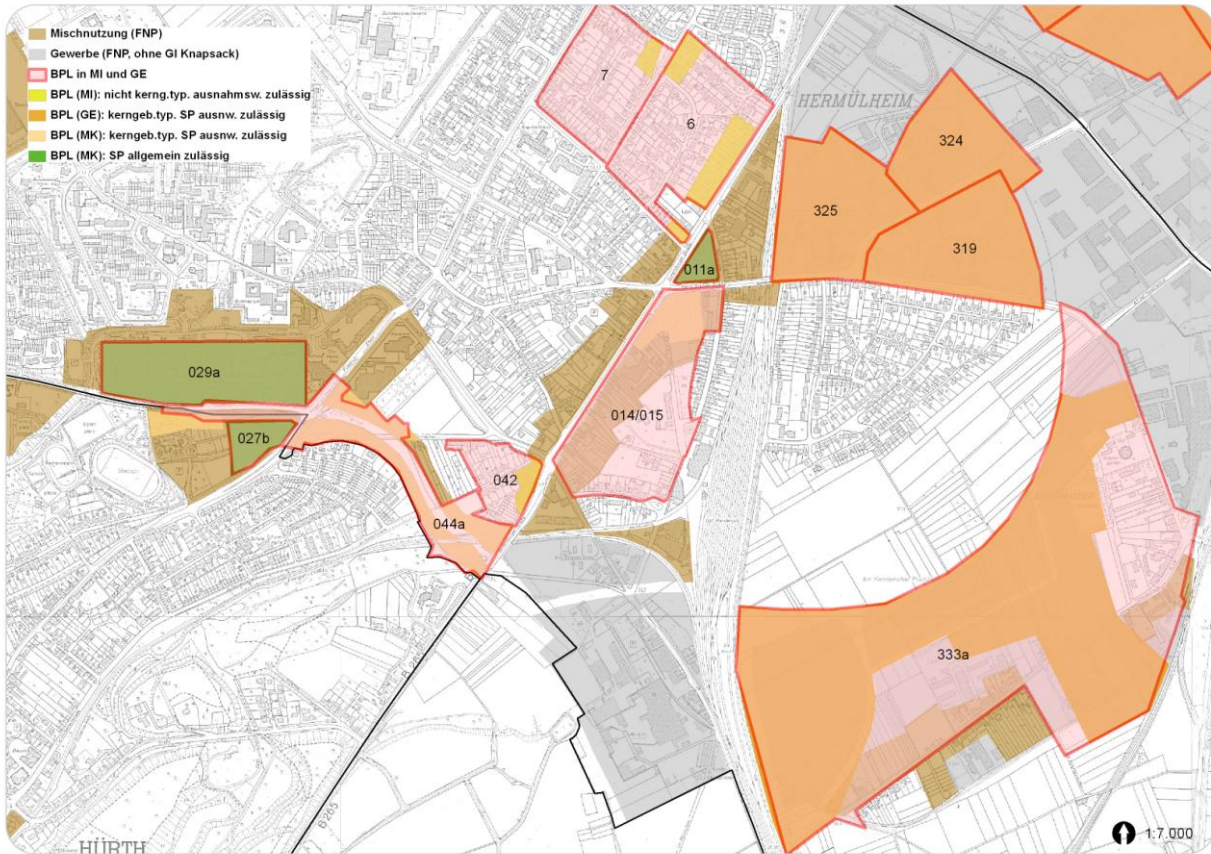 Mischnutzung (FNP)
Gewerbe (FNP, ohne GI Knapsack)
BPL in MI und GE
BPL (MI): nicht kerng.typ. ausnahmsw. zulässig
BPL (GE): kerngeb.typ. SP ausnw. zulässig
BPL (MK): kerngeb.typ. SP ausnw. zulässig
BPL (MK): SP allgemein zulässig
7
6
HERMÜLHEIM
324
325
319
011a
029a
014/015
027b
042
044a
333a
B 265
B265
HÜRTH
1:7.000